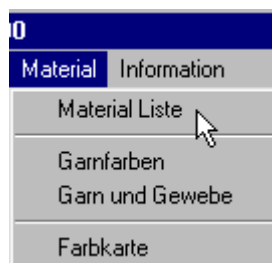 Material Information
Material Liste
Garnfarben
Garn und Gewebe
Farbkarte